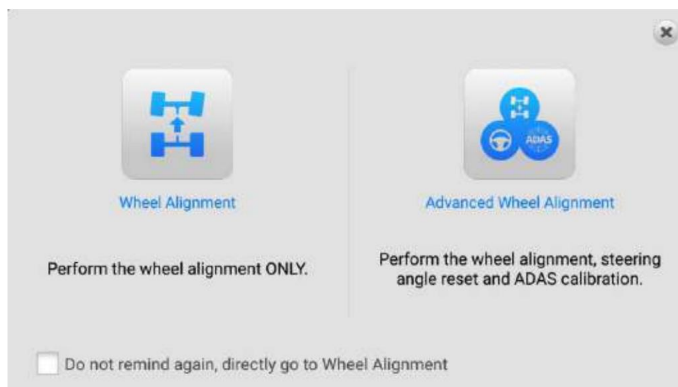 ADAS
Wheel Alignment
Advanced Wheel Alignment
Perform the wheel alignment ONLY.
Perform the wheel alignment, steering
angle reset and ADAS calibration.
Do not remind again, directly go to Wheel Alignment